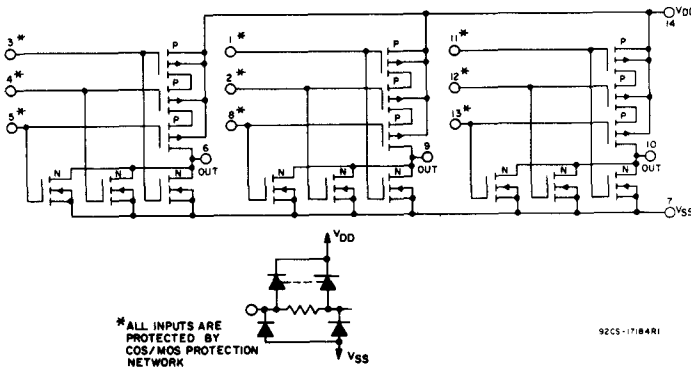 3* P
4* P
5* P
6
OUT
N N N
1* P
2* P
8* P
9
OUT
N N N
11* P
12* P
13* P
10
OUT
N N N
VDD
14
7
VSS
VDD
VSS
*ALL INPUTS ARE
PROTECTED BY
COS/MOS PROTECTION
NETWORK
92CS-17184R1